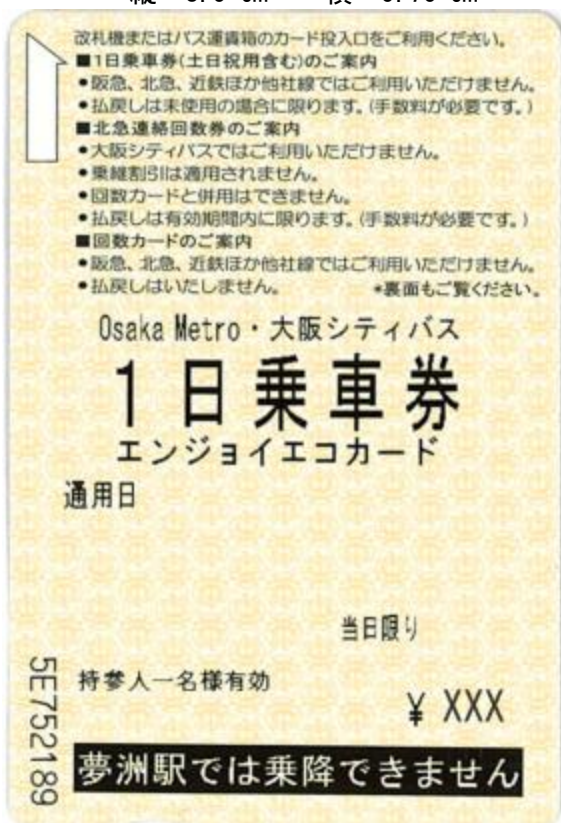 縦 8.5 cm 横 5.75 cm
改札機またはバス運賃箱のカード投入口をご利用ください。
■1日乗車券(土日祝用含む)のご案内
●阪急、北急、近鉄ほか他社線ではご利用いただけません。
●払戻しは未使用の場合に限ります。(手数料が必要です。)
■北急連絡回数券のご案内
●大阪シティバスではご利用いただけません。
●乗継割引は適用されません。
●回数カードと併用はできません。
●払戻しは有効期間内に限ります。(手数料が必要です。)
■回数カードのご案内
●阪急、北急、近鉄ほか他社線ではご利用いただけません。
●払戻しはいたしません。 *裏面もご覧ください。
Osaka Metro・大阪シティバス
1日乗車券
エンジョイエコカード
通用日
当日限り
持参人一名様有効
¥ XXX
5E752189
夢洲駅では乗降できません